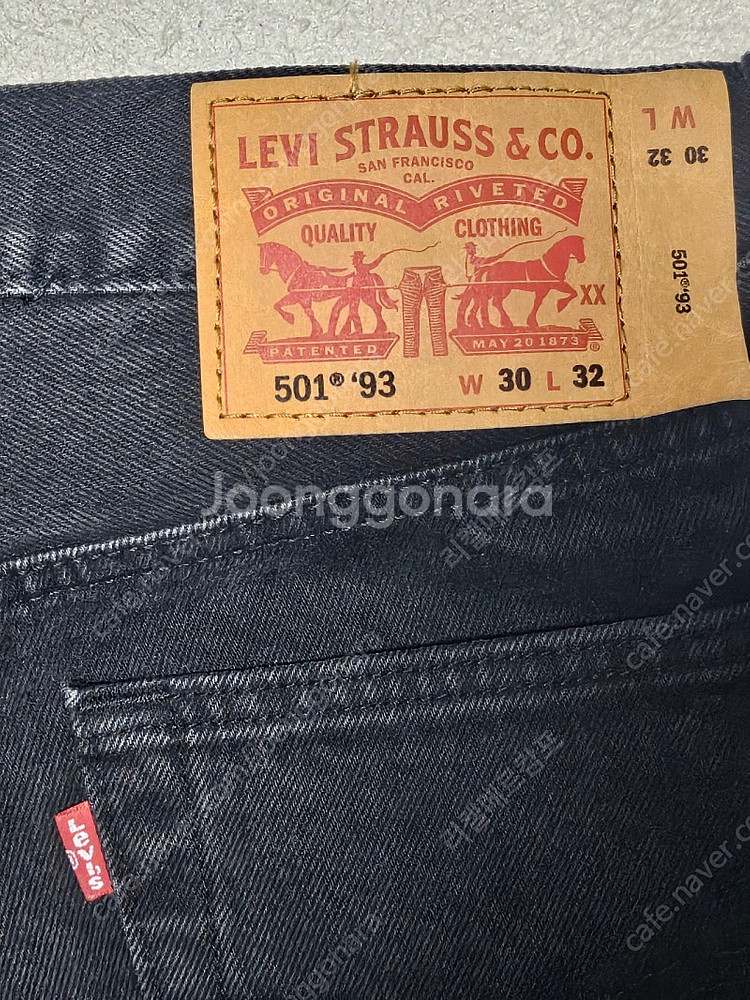 LEVI STRAUSS & CO.
SAN FRANCISCO
CAL.
ORIGINAL RIVETED
QUALITY CLOTHING
XX
PATENTED MAY 20 1873 ®
501® '93 W 30 L 32
W L
30 32
501®'93
Joonggonara
LEVI'S
®
cafe.naver.com
cafe.naver